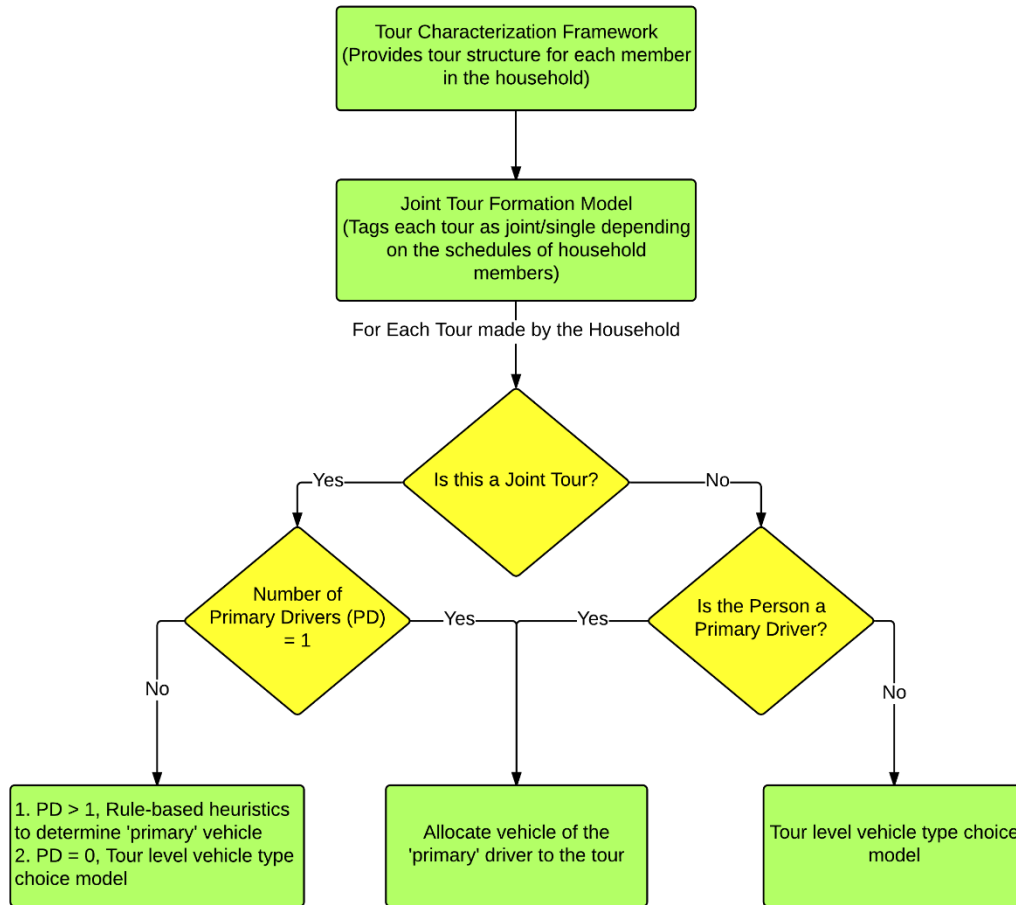 Tour Characterization Framework
(Provides tour structure for each member
in the household)
Joint Tour Formation Model
(Tags each tour as joint/single depending
on the schedules of household
members)
For Each Tour made by the Household
Is this a Joint Tour?
Yes
No
Number of
Primary Drivers (PD)
= 1
Is the Person a
Primary Driver?
Yes
Yes
No
No
1. PD > 1, Rule-based heuristics
to determine 'primary' vehicle
2. PD = 0, Tour level vehicle type
choice model
Allocate vehicle of the
'primary' driver to the tour
Tour level vehicle type choice
model